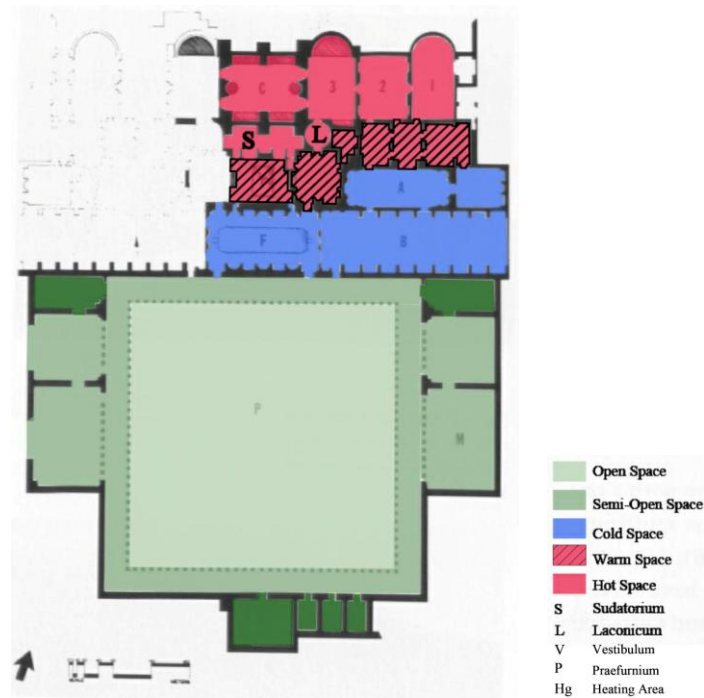 C
3
2
1
S
L
A
F
B
P
M
Open Space
Semi-Open Space
Cold Space
Warm Space
Hot Space
S Sudatorium
L Laconicum
V Vestibulum
P Praefurnium
Hg Heating Area